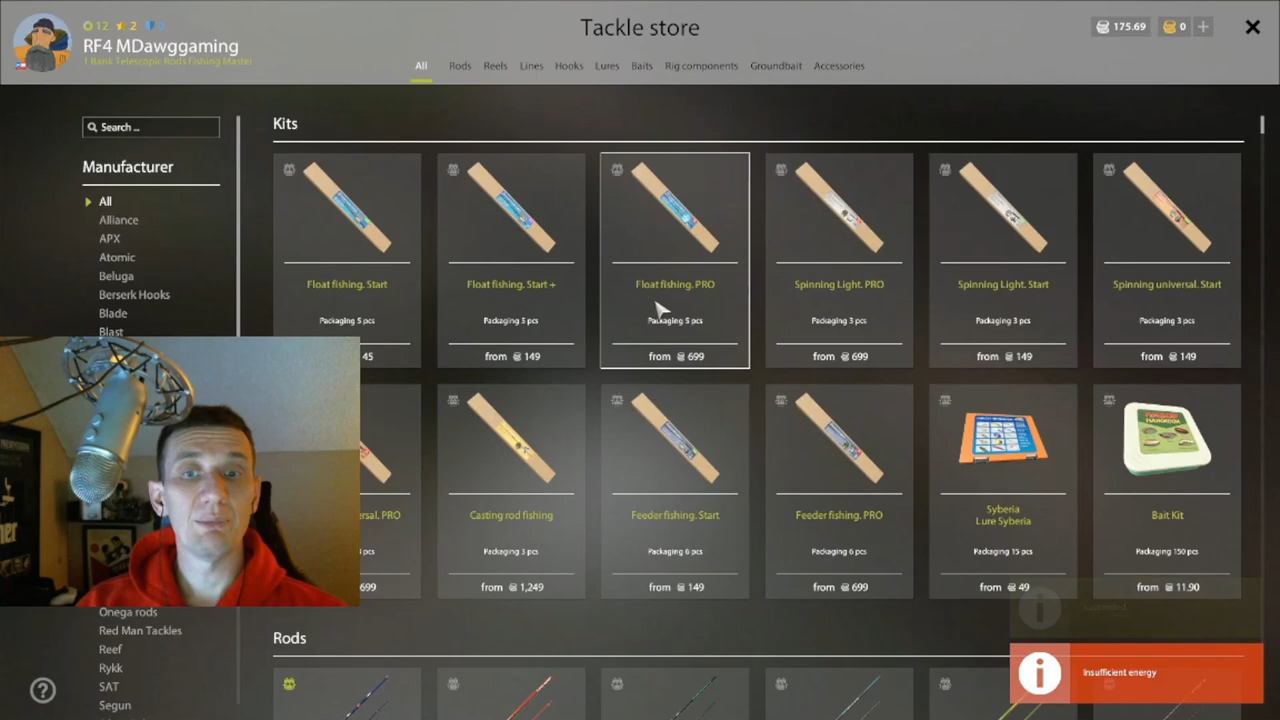 12 2 0
RF4 MDawggaming
1 Bank Telescopic Rods Fishing Master
Tackle store
175.69 0 +
All Rods Reels Lines Hooks Lures Baits Rig components Groundbait Accessories
Search ...
Manufacturer
All
Alliance
APX
Atomic
Beluga
Berserk Hooks
Blade
Blast
Onega rods
Red Man Tackles
Reef
Rykk
SAT
Segun
Kits
Float fishing. Start
Packaging 5 pcs
45
Float fishing. Start +
Packaging 5 pcs
from 149
Float fishing. PRO
Packaging 5 pcs
from 699
Spinning Light. PRO
Packaging 3 pcs
from 699
Spinning Light. Start
Packaging 3 pcs
from 149
Spinning universal. Start
Packaging 3 pcs
from 149
rsal. PRO
699
Casting rod fishing
Packaging 3 pcs
from 1,249
Feeder fishing. Start
Packaging 6 pcs
from 149
Feeder fishing. PRO
Packaging 6 pcs
from 699
Syberia
Lure Syberia
Packaging 15 pcs
from 49
Bait Kit
Packaging 150 pcs
from 11.90
Rods
Insufficient energy